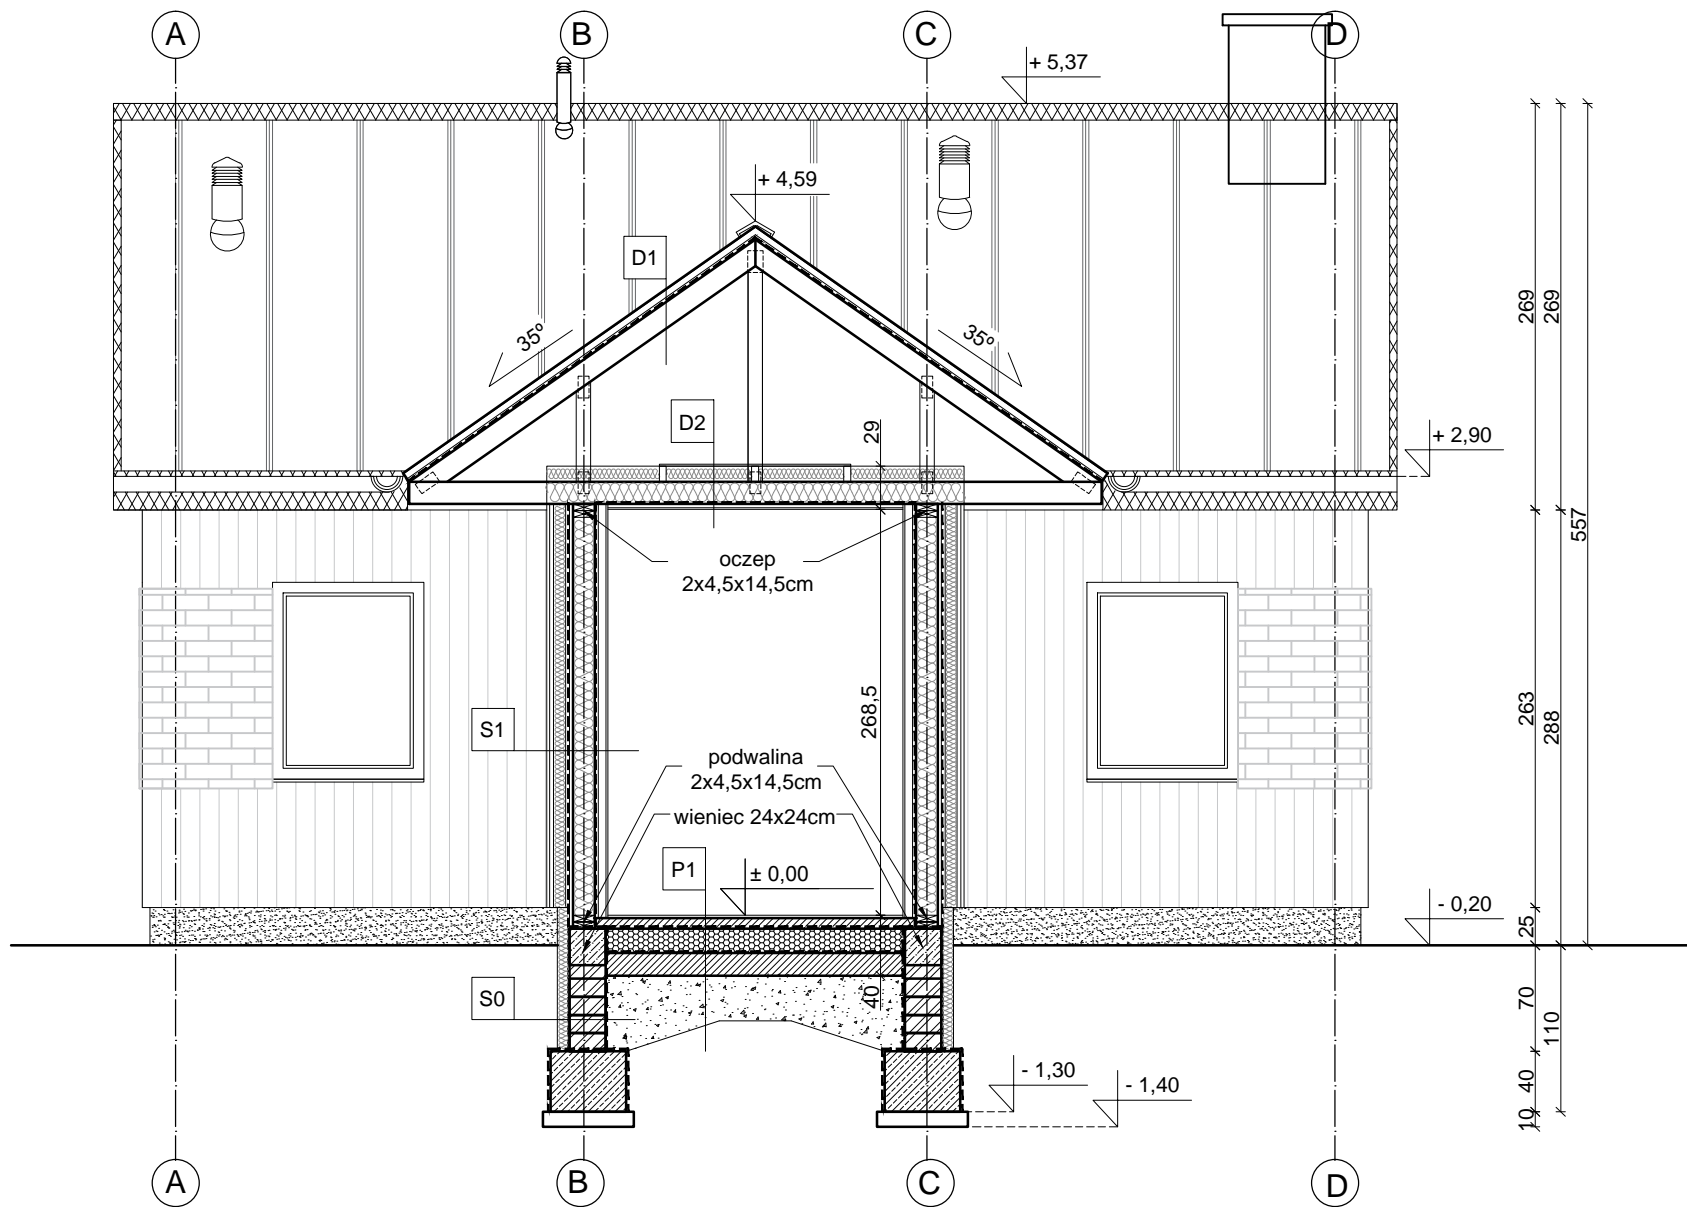 A
B
C
D
+ 5,37
+ 4,59
D1
35º
35º
269
269
D2
29
+ 2,90
557
oczep
2x4,5x14,5cm
268,5
263
288
S1
podwalina
2x4,5x14,5cm
wieniec 24x24cm
P1
± 0,00
- 0,20
25
S0
40
70
110
- 1,30
- 1,40
40
10
A
B
C
D